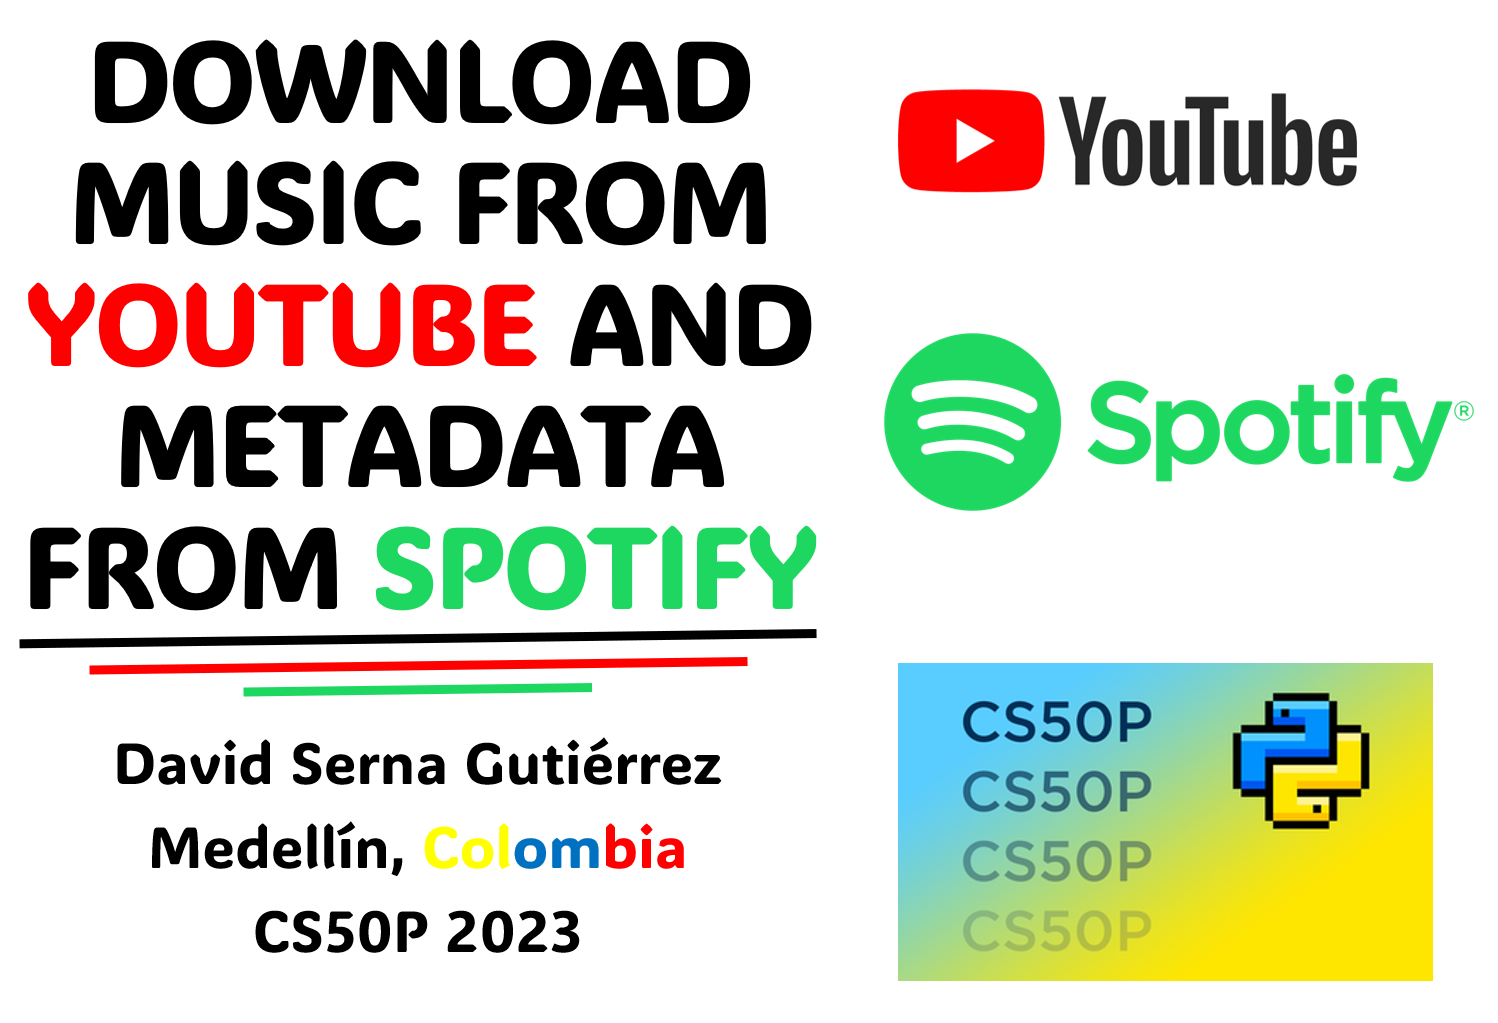 DOWNLOAD
MUSIC FROM
YOUTUBE AND
METADATA
FROM SPOTIFY
David Serna Gutiérrez
Medellín, Colombia
CS50P 2023
YouTube
Spotify®
CS50P
CS50P
CS50P
CS50P